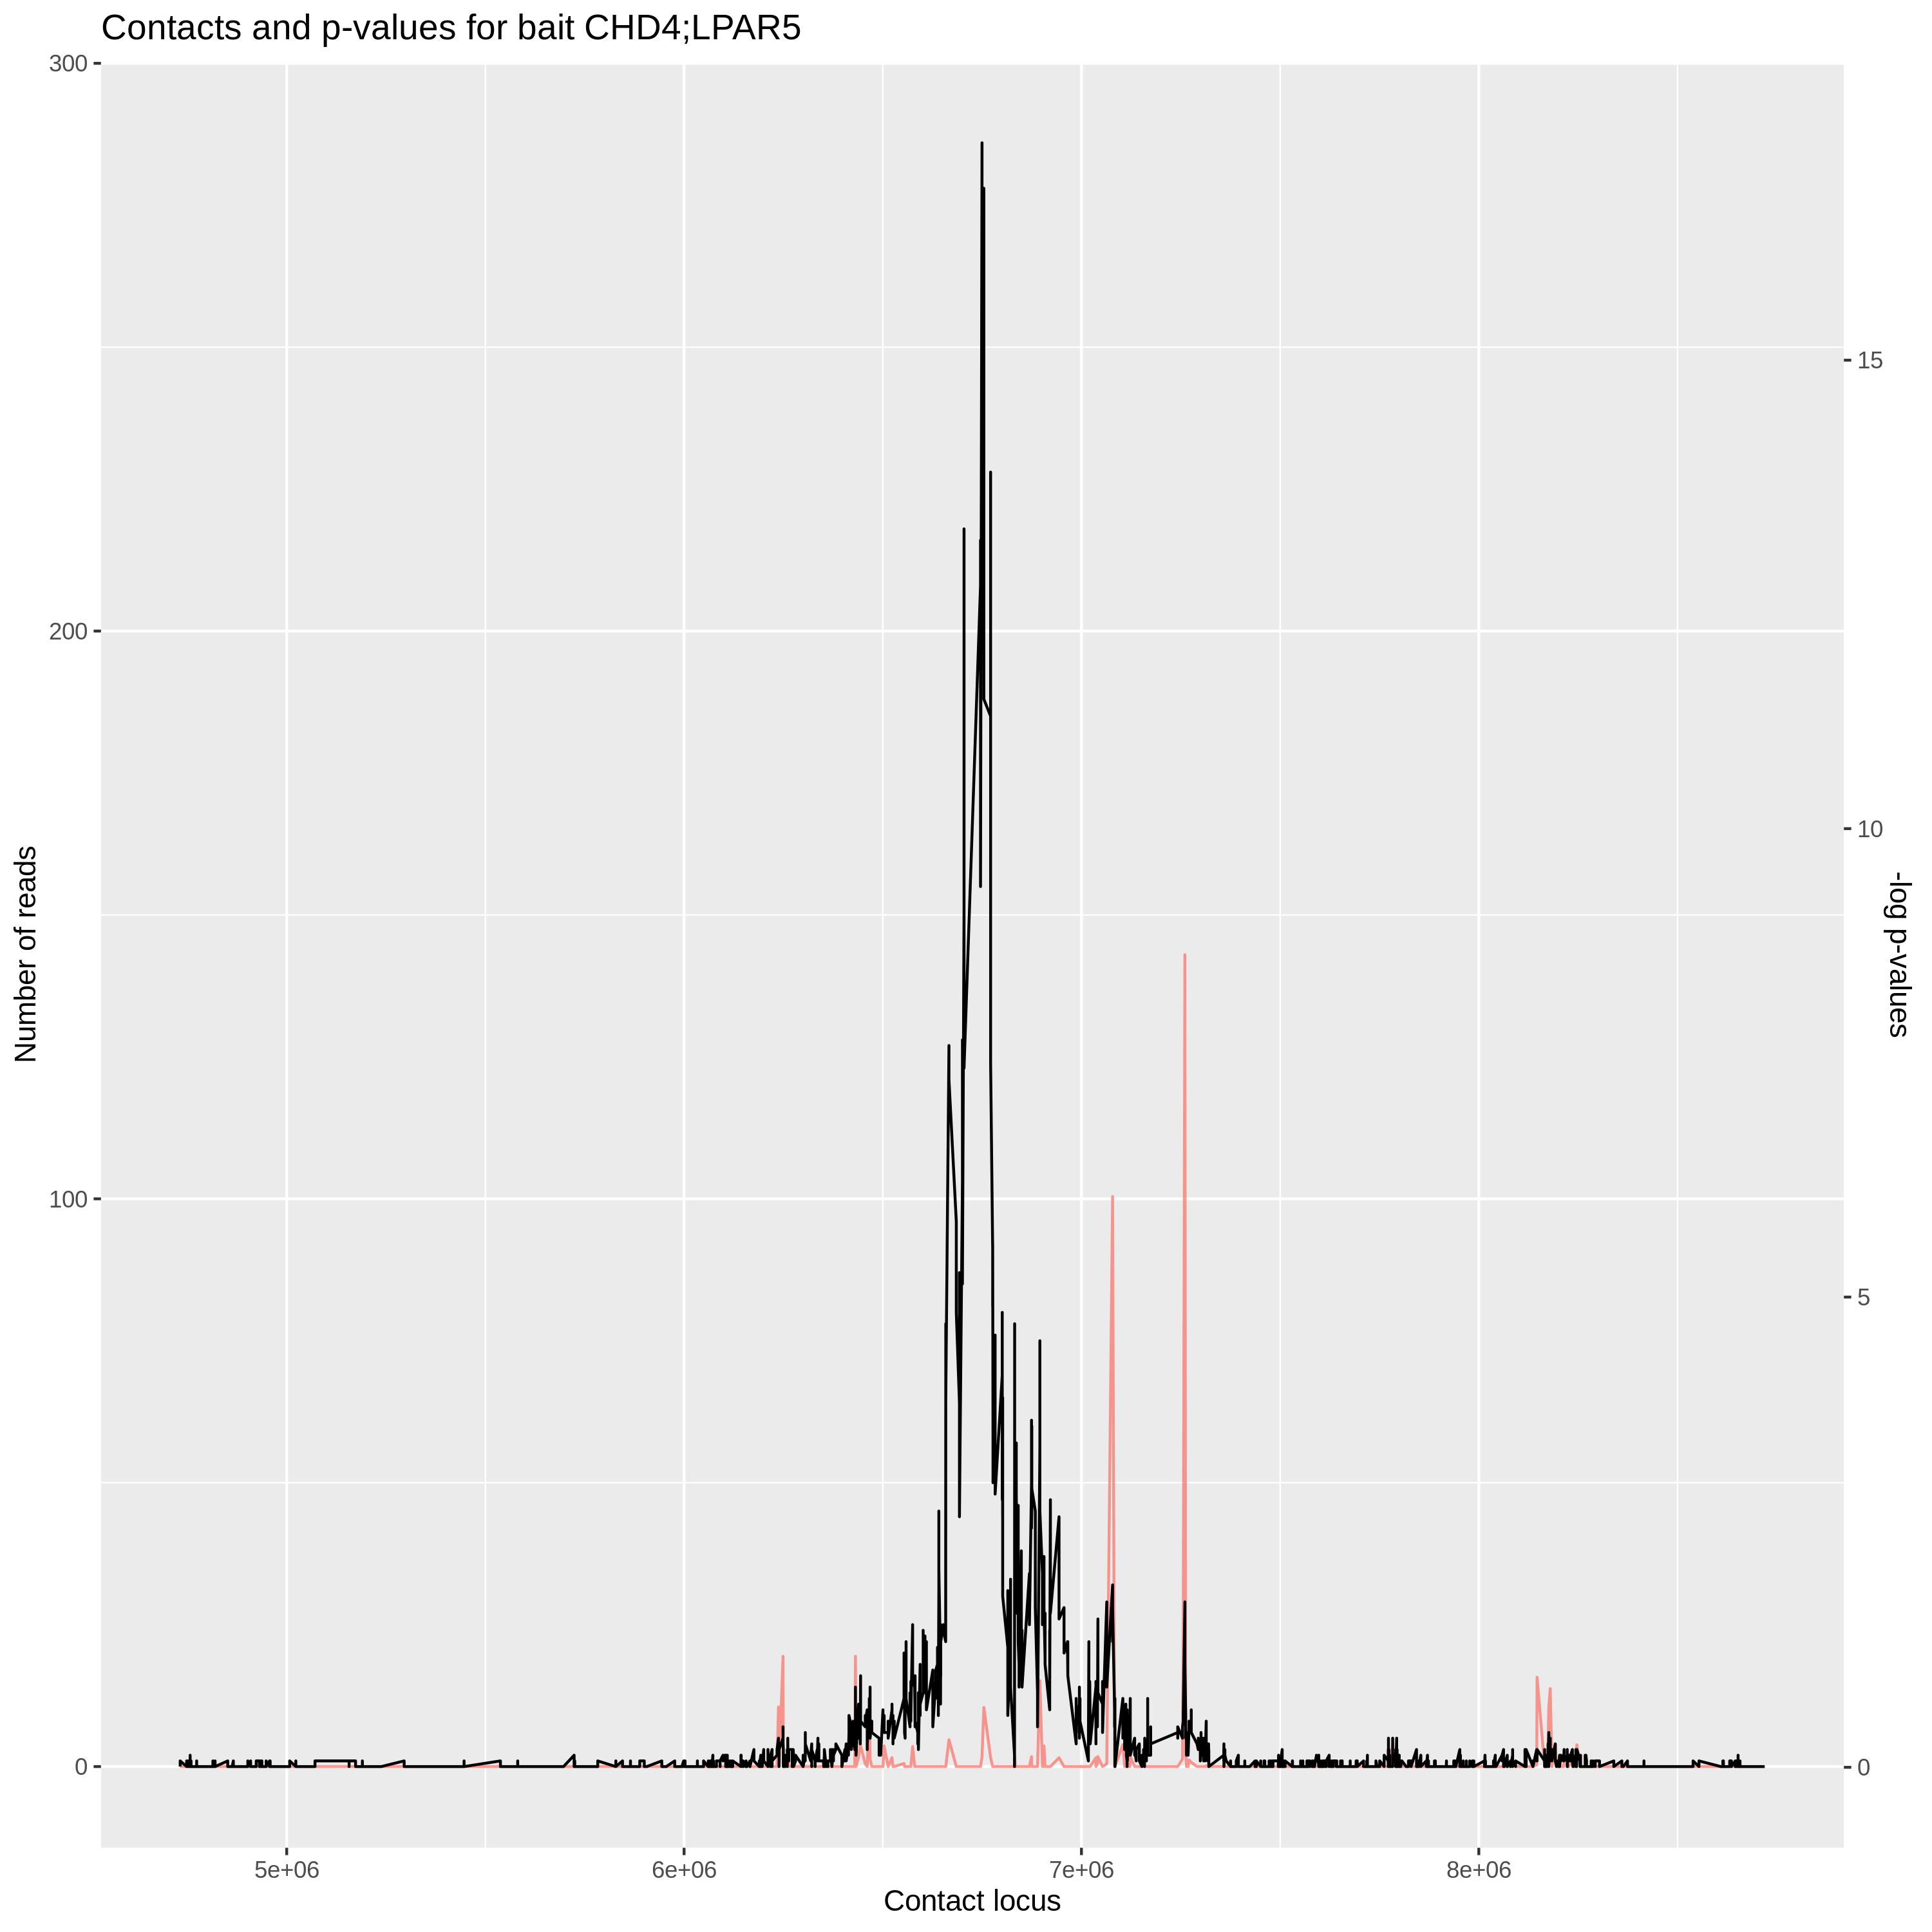 Contacts and p-values for bait CHD4;LPAR5
300
200
100
0
Number of reads
15
10
5
0
-log p-values
5e+06
6e+06
7e+06
8e+06
Contact locus